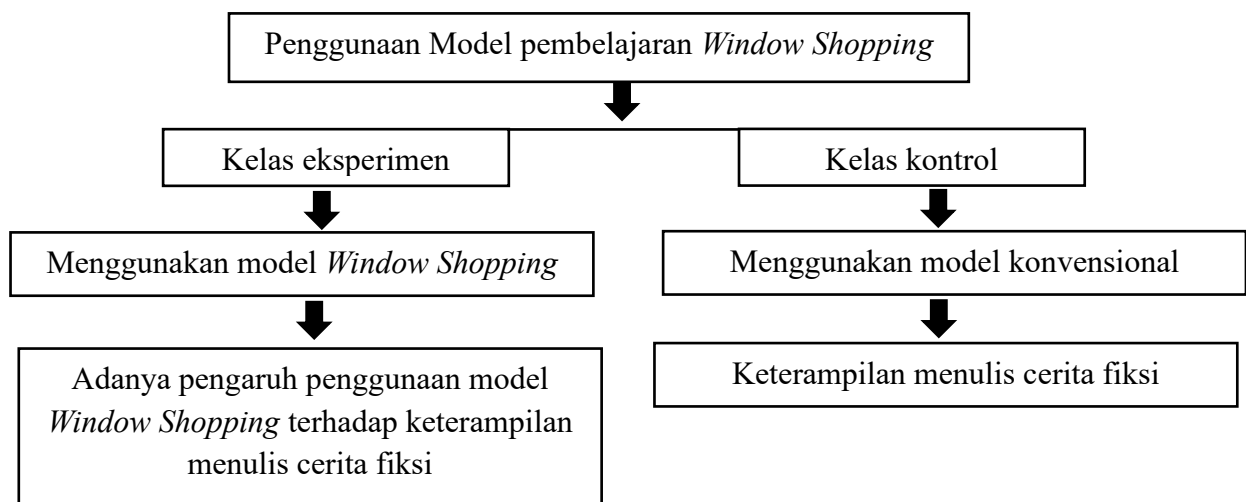 Penggunaan Model pembelajaran Window Shopping
Kelas eksperimen
Kelas kontrol
Menggunakan model Window Shopping
Menggunakan model konvensional
Adanya pengaruh penggunaan model
Window Shopping terhadap keterampilan
menulis cerita fiksi
Keterampilan menulis cerita fiksi